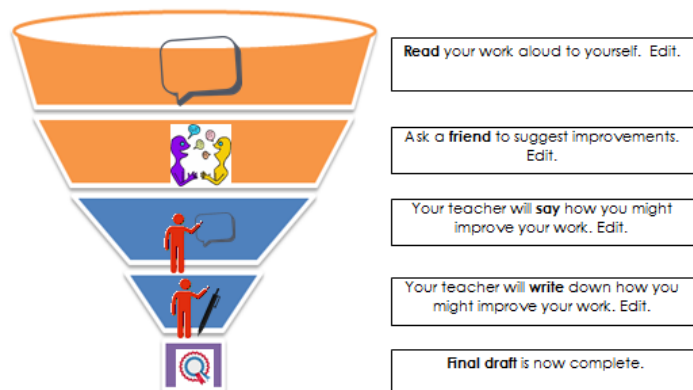 Read your work aloud to yourself.  Edit.
Ask a friend to suggest improvements.
Edit.
Your teacher will say how you might
improve your work. Edit.
Your teacher will write down how you
might improve your work. Edit.
Final draft is now complete.